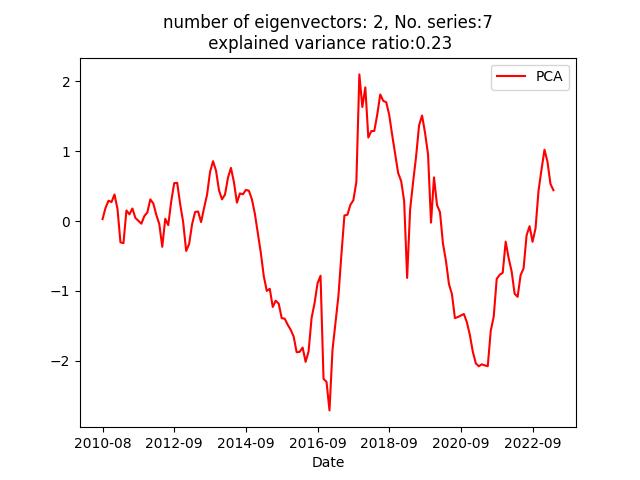 number of eigenvectors: 2, No. series:7
explained variance ratio:0.23
PCA
2
1
0
−1
−2
2010-08 2012-09 2014-09 2016-09 2018-09 2020-09 2022-09
Date